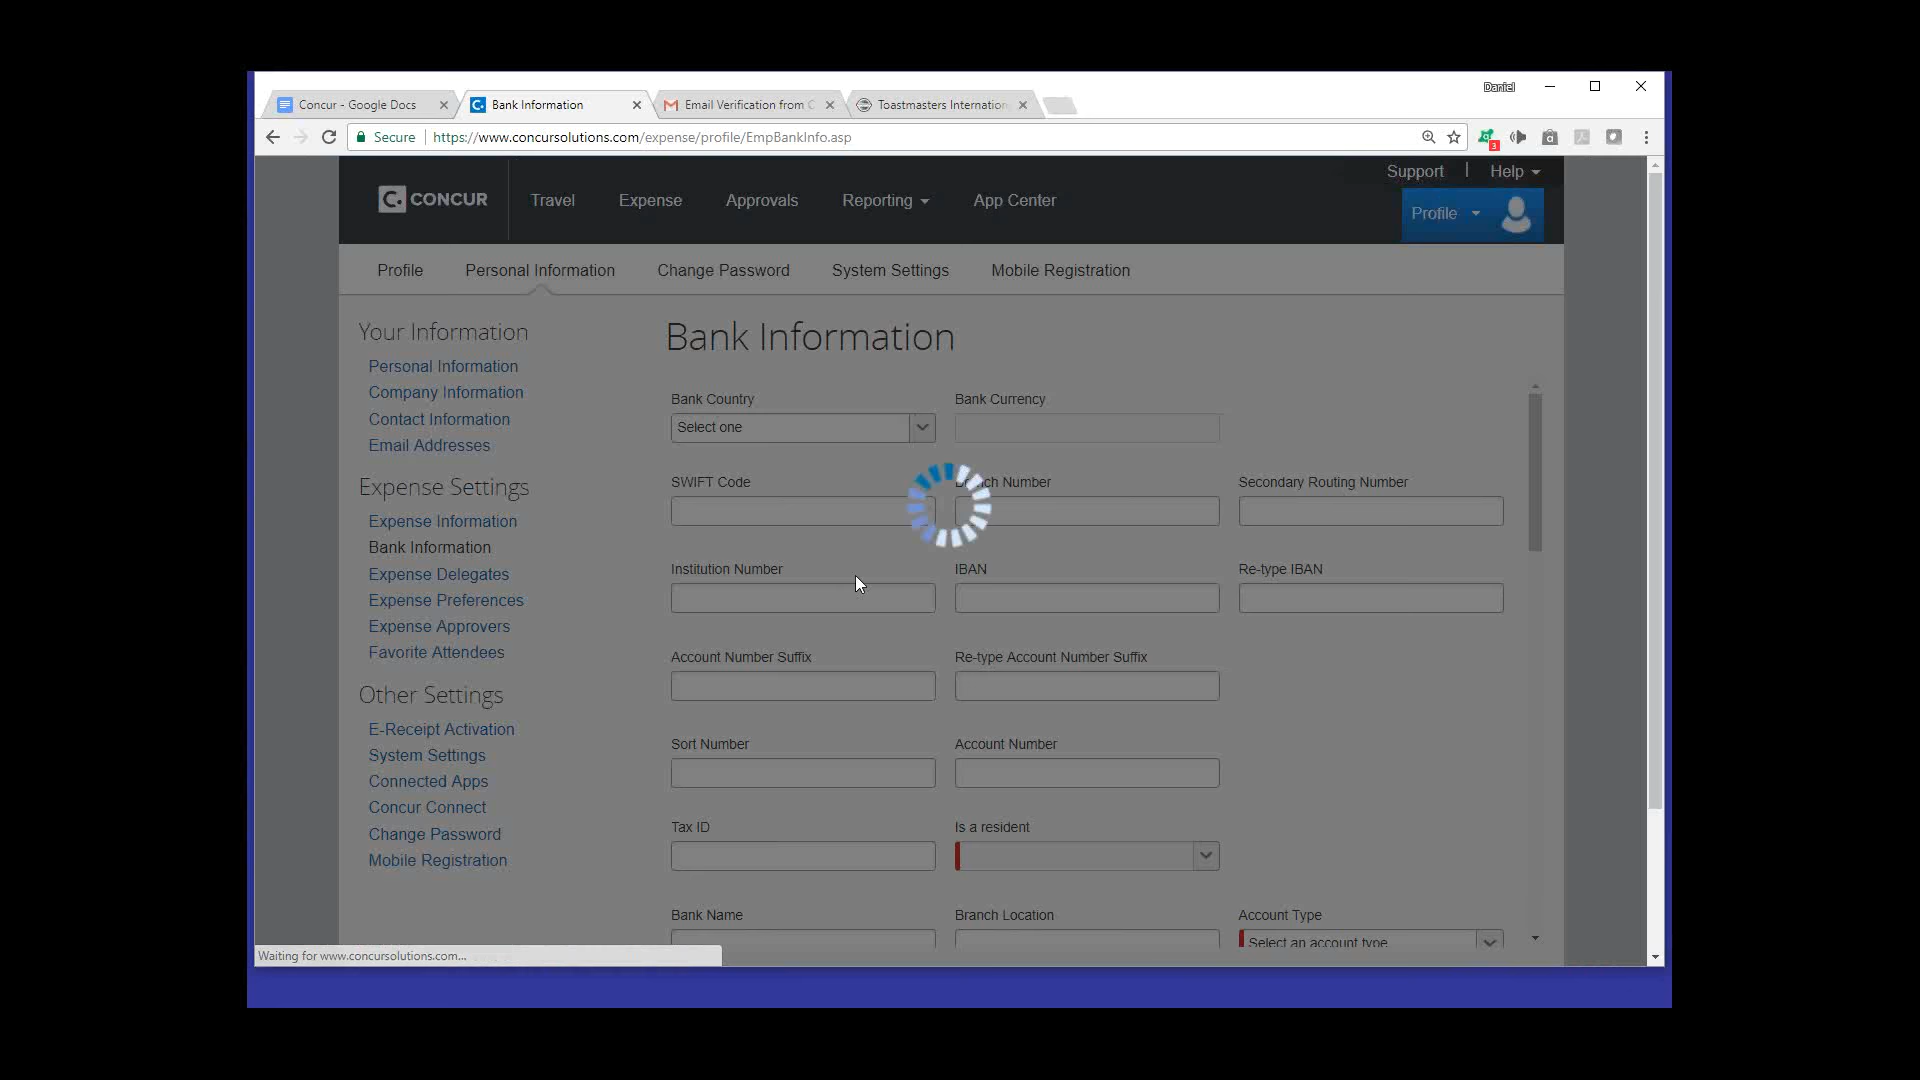 Daniel
Concur - Google Docs
Bank Information
Email Verification from C
Toastmasters Internation
Secure
https://www.concursolutions.com/expense/profile/EmpBankInfo.asp
3
Support | Help
C. CONCUR
Travel
Expense
Approvals
Reporting
App Center
Profile
Profile
Personal Information
Change Password
System Settings
Mobile Registration
Your Information
Personal Information
Company Information
Contact Information
Email Addresses
Expense Settings
Expense Information
Bank Information
Expense Delegates
Expense Preferences
Expense Approvers
Favorite Attendees
Other Settings
E-Receipt Activation
System Settings
Connected Apps
Concur Connect
Change Password
Mobile Registration
Bank Information
Bank Country
Bank Currency
Select one
SWIFT Code
Number
Secondary Routing Number
Institution Number
IBAN
Re-type IBAN
Account Number Suffix
Re-type Account Number Suffix
Sort Number
Account Number
Tax ID
Is a resident
Bank Name
Branch Location
Account Type
Select an account type
Waiting for www.concursolutions.com...